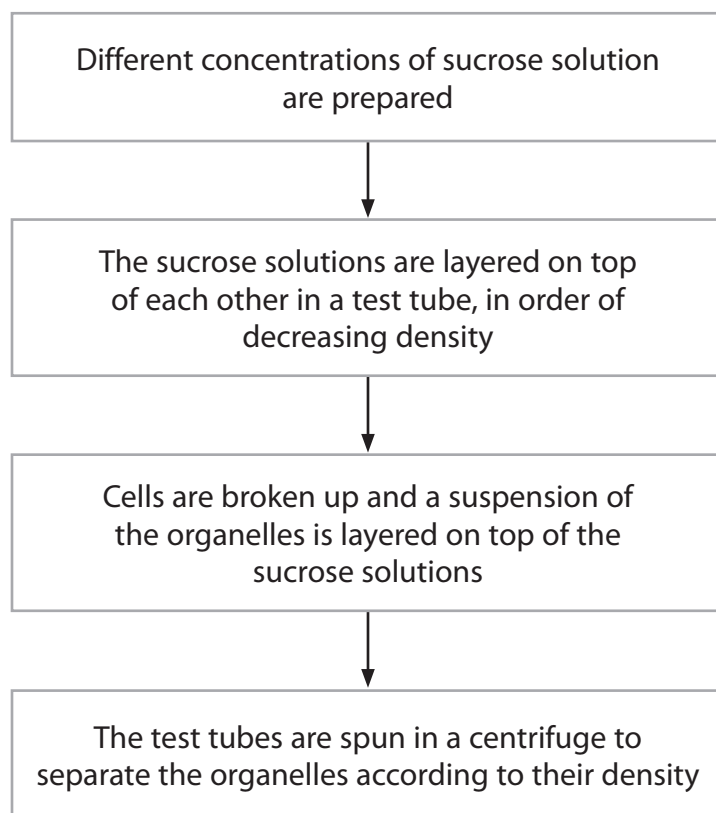 Different concentrations of sucrose solution
are prepared
The sucrose solutions are layered on top
of each other in a test tube, in order of
decreasing density
Cells are broken up and a suspension of
the organelles is layered on top of the
sucrose solutions
The test tubes are spun in a centrifuge to
separate the organelles according to their density